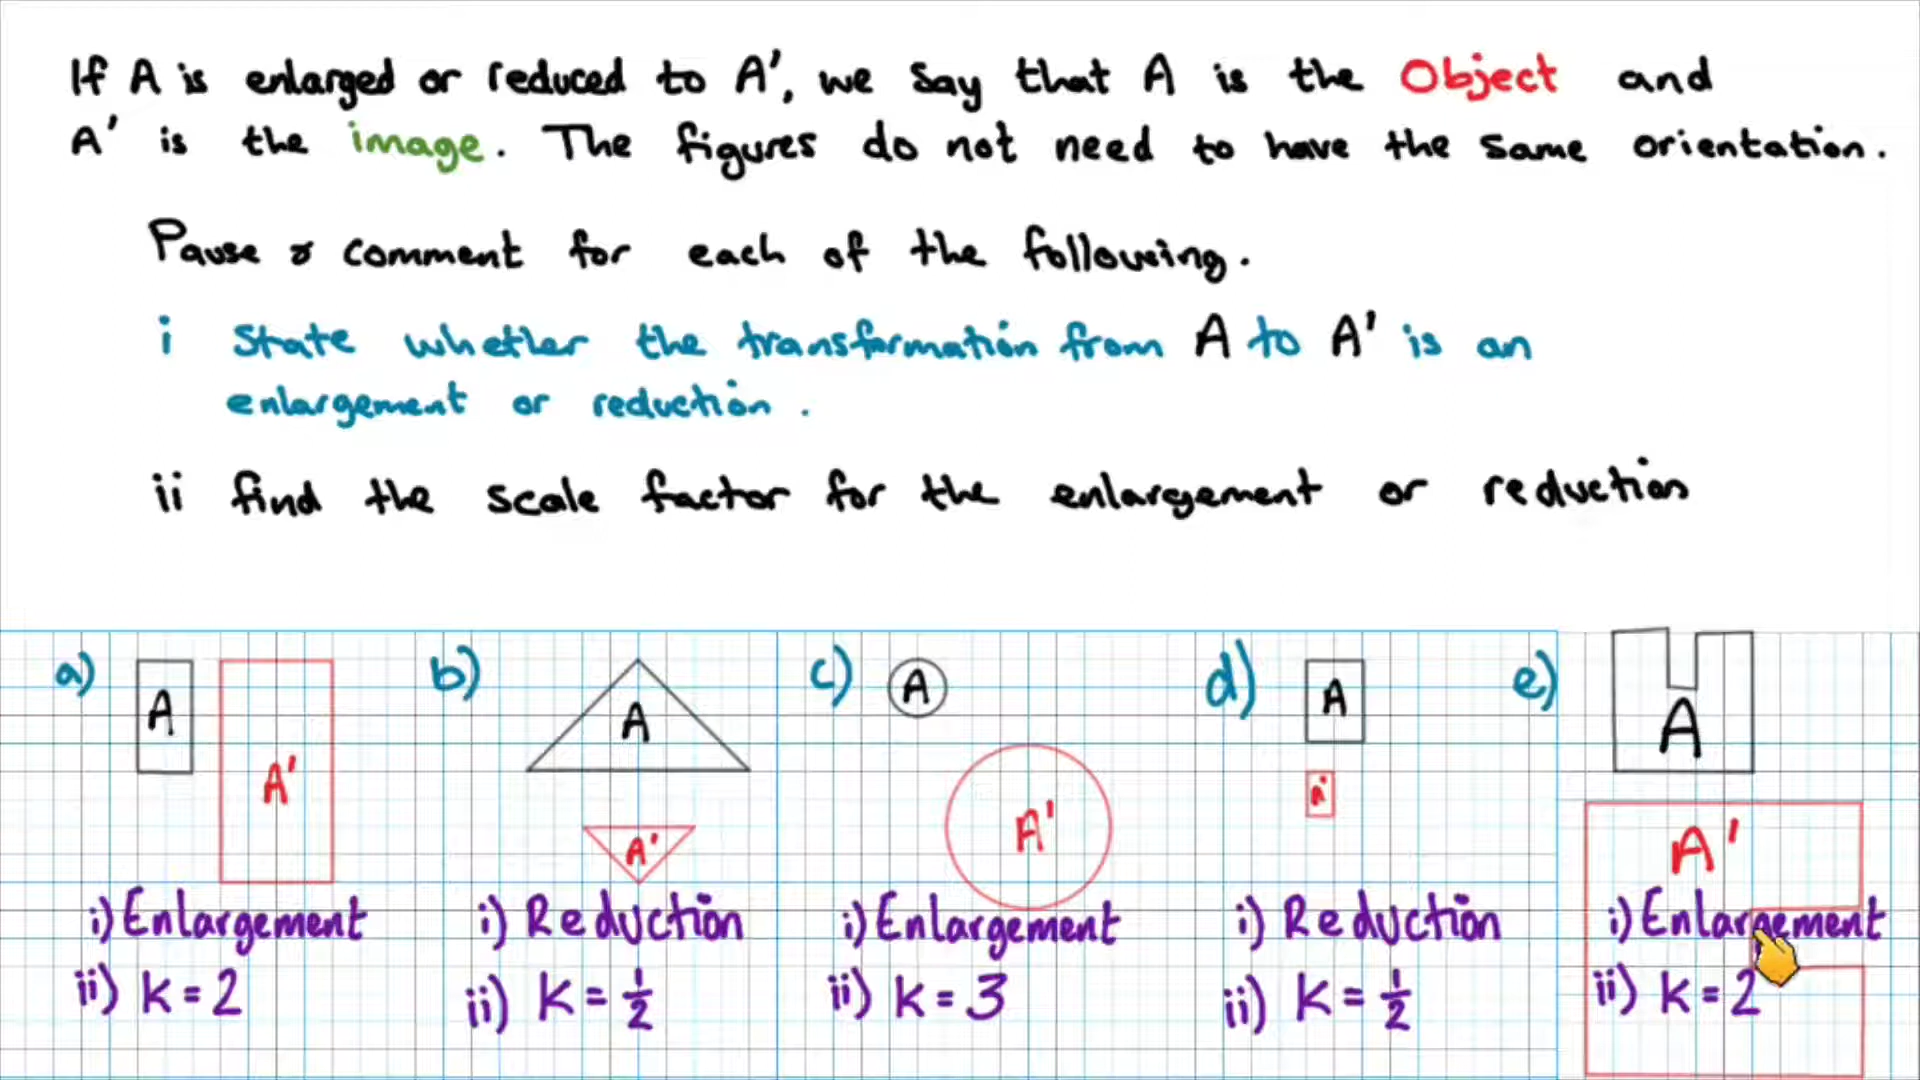 If A is enlarged or reduced to A', we say that A is the Object and
A' is the image. The figures do not need to have the same orientation.
Pause & comment for each of the following.
i State whether the transformation from A to A' is an
enlargement or reduction.
ii find the scale factor for the enlargement or reduction
a) A A'
i) Enlargement
ii) K = 2
b) A A'
i) Reduction
ii) K = 1/2
c) A A'
i) Enlargement
ii) K = 3
d) A A'
i) Reduction
ii) K = 1/2
e) A A'
i) Enlargement
ii) K = 2